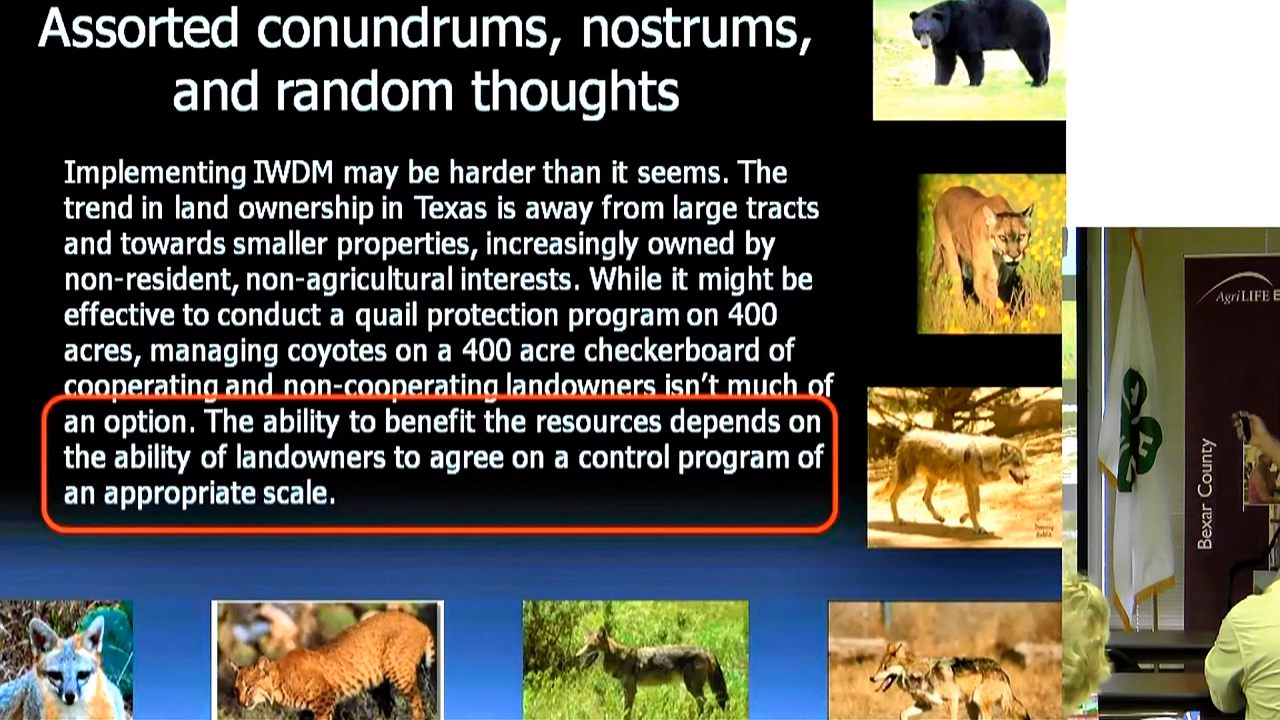 Assorted conundrums, nostrums,
and random thoughts
Implementing IWDM may be harder than it seems. The
trend in land ownership in Texas is away from large tracts
and towards smaller properties, increasingly owned by
non-resident, non-agricultural interests. While it might be
effective to conduct a quail protection program on 400
acres, managing coyotes on a 400 acre checkerboard of
cooperating and non-cooperating landowners isn't much of
an option. The ability to benefit the resources depends on
the ability of landowners to agree on a control program of
an appropriate scale.
AgriLIFE E
Bexar County